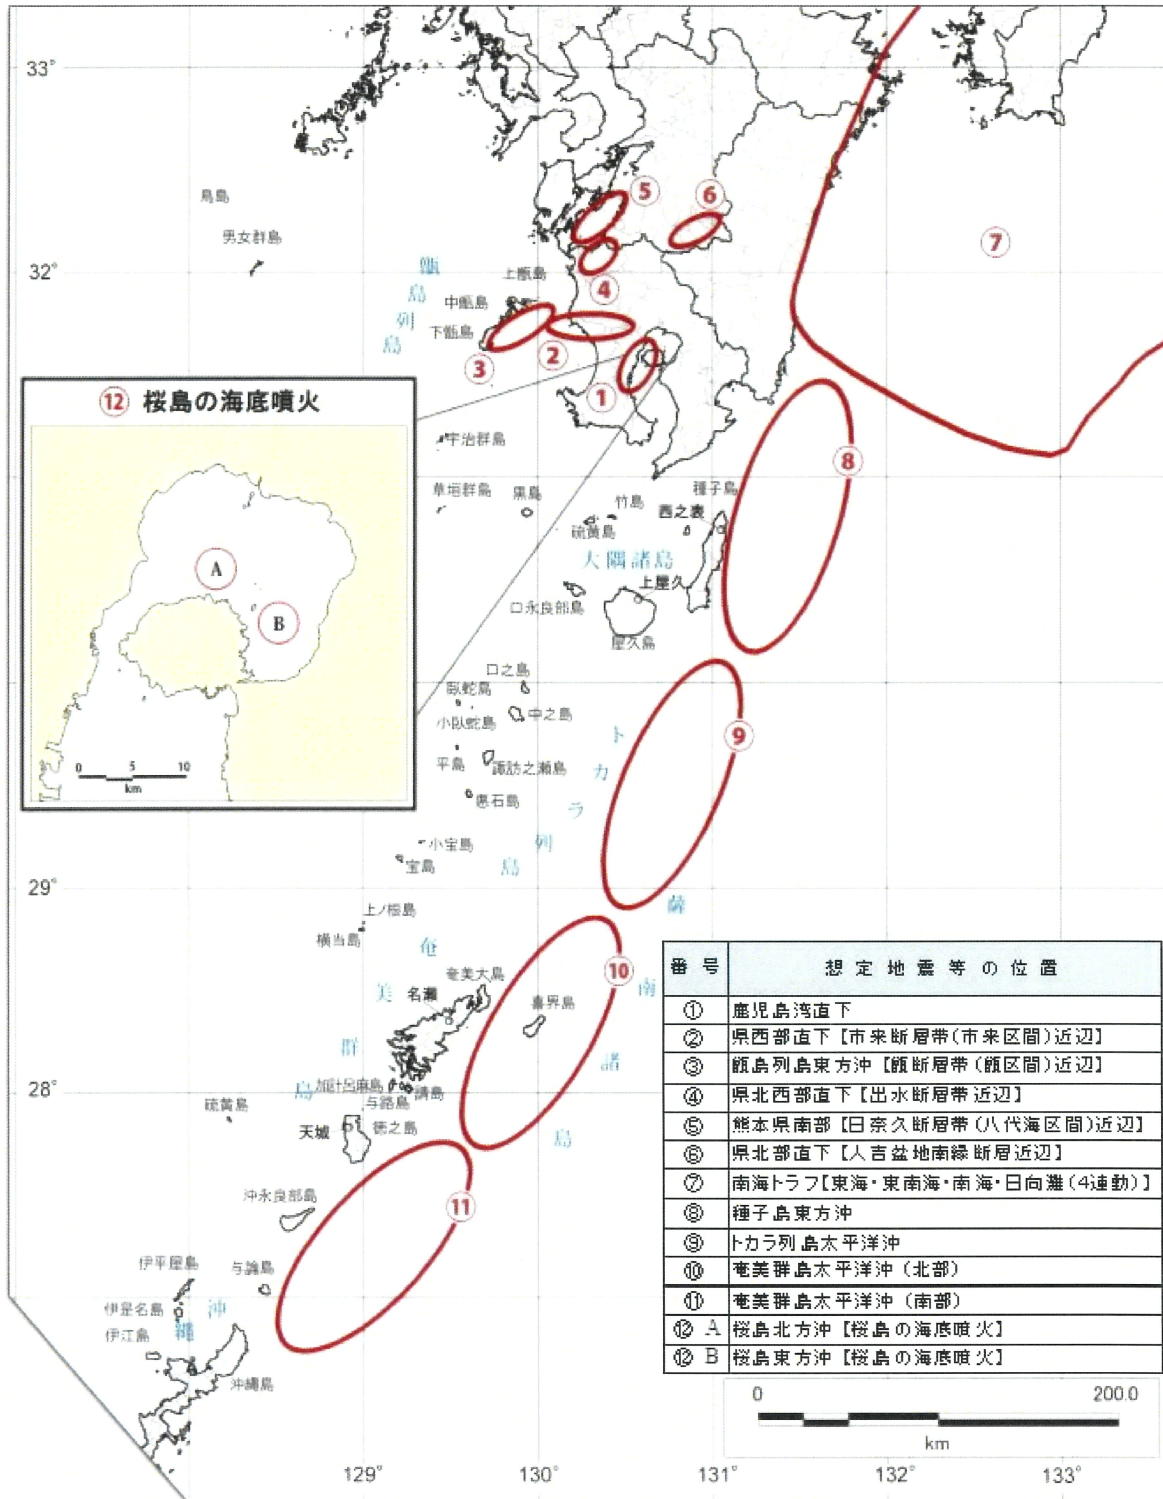 33°
⑤
⑥
鳥島
男女群島
⑦
32°
甑島列島
上甑島
④
中甑島
下甑島
②
③
①
⑫ 桜島の海底噴火
A
B
0 5 10
km
宇治群島
⑧
草垣群島
黒島
竹島
種子島
硫黄島
西之表
大隅諸島
上屋久
口永良部島
屋久島
口之島
臥蛇島
中之島
小臥蛇島
⑨
平島
諏訪之瀬島
悪石島
トカラ列島
小宝島
宝島
29°
薩南諸島
上ノ根島
横当島
奄美群島
奄美大島
⑩
名瀬
喜界島
28°
加計呂麻島
請島
与路島
硫黄島
天城
徳之島
沖永良部島
⑪
伊平屋島
与論島
伊是名島
沖縄
伊江島
沖縄島
番号 想定地震等の位置
① 鹿児島湾直下
② 県西部直下【市来断層帯(市来区間)近辺】
③ 甑島列島東方沖【甑断層帯(甑区間)近辺】
④ 県北西部直下【出水断層帯近辺】
⑤ 熊本県南部【日奈久断層帯(八代海区間)近辺】
⑥ 県北部直下【人吉盆地南縁断層近辺】
⑦ 南海トラフ【東海・東南海・南海・日向灘(4連動)】
⑧ 種子島東方沖
⑨ トカラ列島太平洋沖
⑩ 奄美群島太平洋沖(北部)
⑪ 奄美群島太平洋沖(南部)
⑫ A 桜島北方沖【桜島の海底噴火】
⑫ B 桜島東方沖【桜島の海底噴火】
0 200.0
km
129° 130° 131° 132° 133°